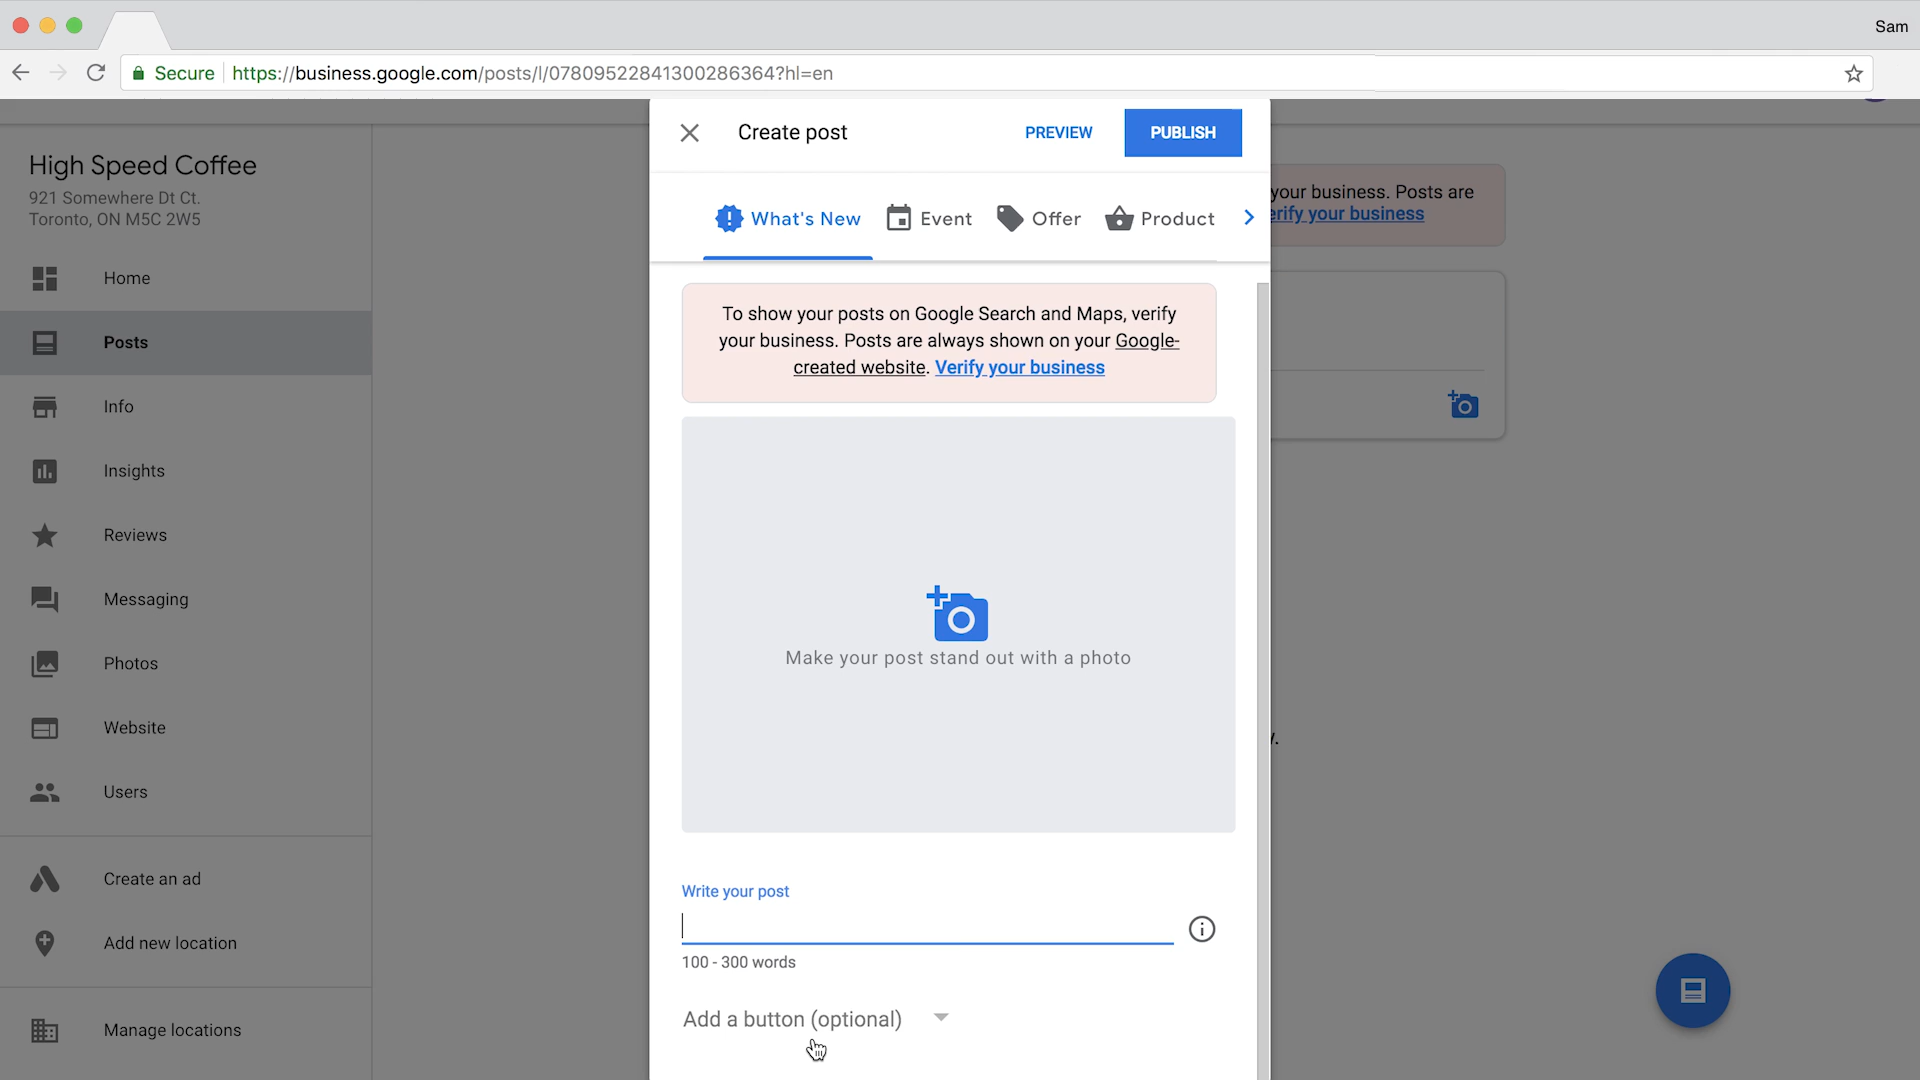 Sam
Secure
https://business.google.com/posts/l/07809522841300286364?hl=en
High Speed Coffee
921 Somewhere Dt Ct.
Toronto, ON M5C 2W5
Home
Posts
Info
Insights
Reviews
Messaging
Photos
Website
Users
Create an ad
Add new location
Manage locations
Create post
PREVIEW
PUBLISH
What's New
Event
Offer
Product
To show your posts on Google Search and Maps, verify
your business. Posts are always shown on your Google-
created website. Verify your business
Make your post stand out with a photo
Write your post
100 - 300 words
Add a button (optional)
your business. Posts are
erify your business